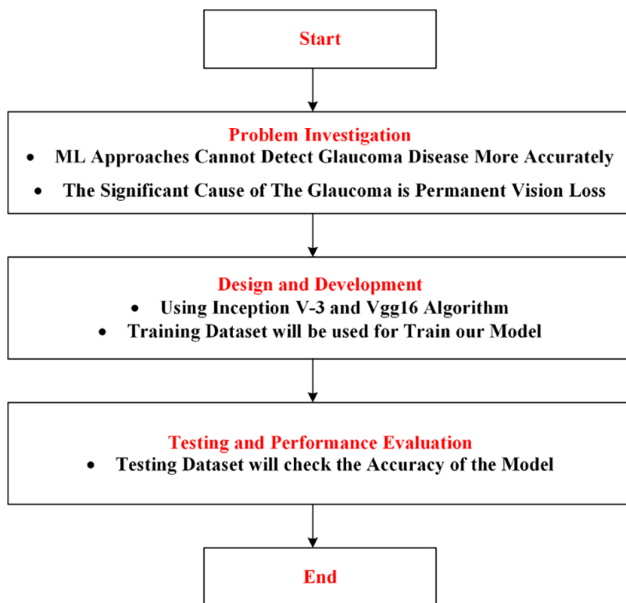 Start
Problem Investigation
• ML Approaches Cannot Detect Glaucoma Disease More Accurately
• The Significant Cause of The Glaucoma is Permanent Vision Loss
Design and Development
• Using Inception V-3 and Vgg16 Algorithm
• Training Dataset will be used for Train our Model
Testing and Performance Evaluation
• Testing Dataset will check the Accuracy of the Model
End